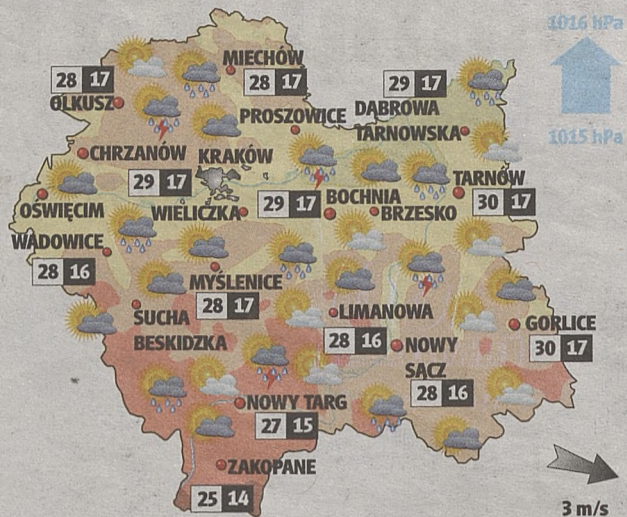 1016 hPa
MIECHÓW
28 17
28 17
29 17
OLKUSZ
PROSZOWICE
DĄBROWA
TARNOWSKA
1015 hPa
CHRZANÓW
KRAKÓW
29 17
TARNÓW
30 17
OŚWIĘCIM
WIELICZKA
29 17
BOCHNIA
BRZESKO
WADOWICE
28 16
MYŚLENICE
28 17
SUCHA
BESKIDZKA
LIMANOWA
28 16
GORLICE
30 17
NOWY
SĄCZ
28 16
NOWY TARG
27 15
ZAKOPANE
25 14
3 m/s